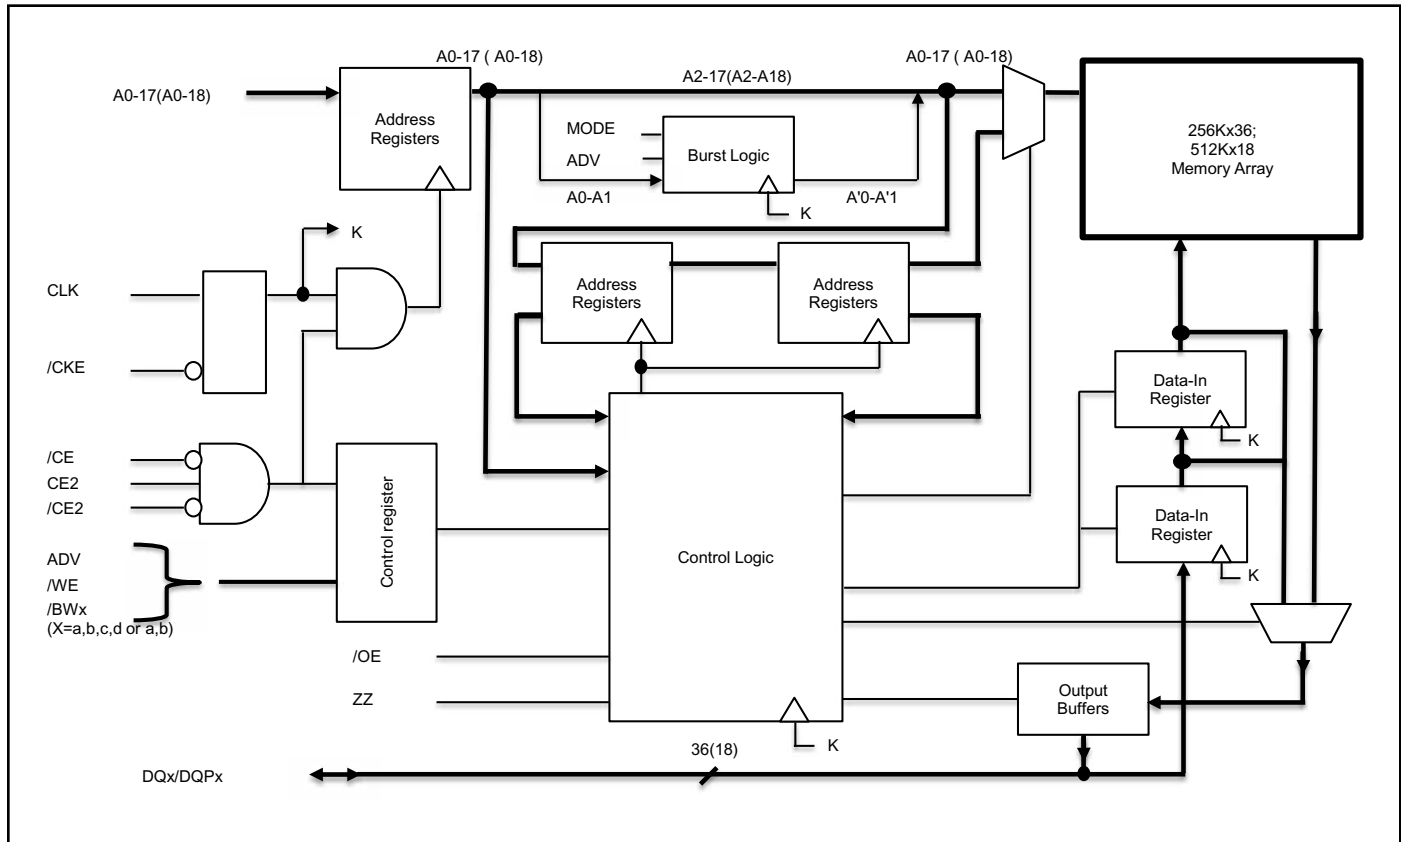 A0-17 ( A0-18)
A2-17(A2-A18)
A0-17 ( A0-18)
A0-17(A0-18)
Address
Registers
MODE
ADV
Burst Logic
A0-A1
A'0-A'1
K
256Kx36;
512Kx18
Memory Array
K
CLK
/CKE
Address
Registers
Address
Registers
Data-In
Register
K
/CE
CE2
/CE2
Control register
Data-In
Register
K
ADV
/WE
/BWx
(X=a,b,c,d or a,b)
Control Logic
/OE
ZZ
K
Output
Buffers
36(18)
DQx/DQPx